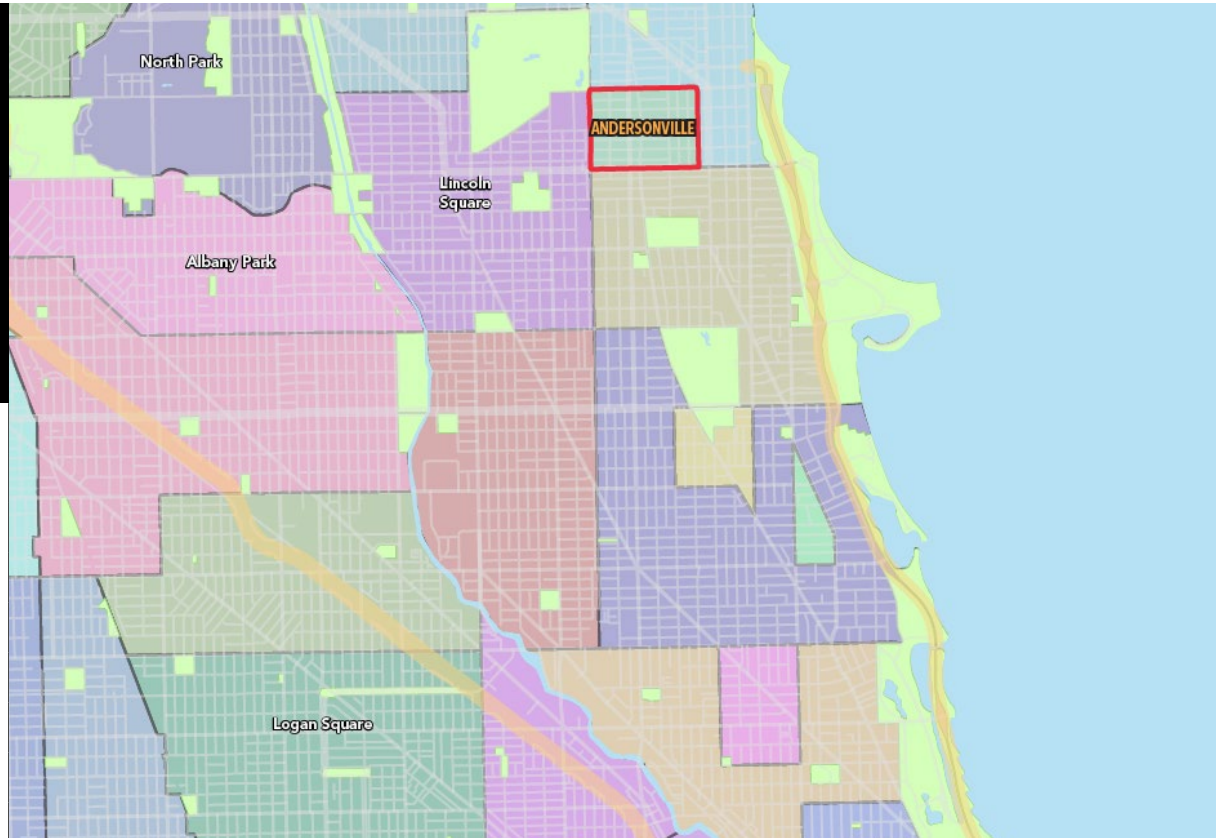 North Park
ANDERSONVILLE
Lincoln
Square
Albany Park
Logan Square